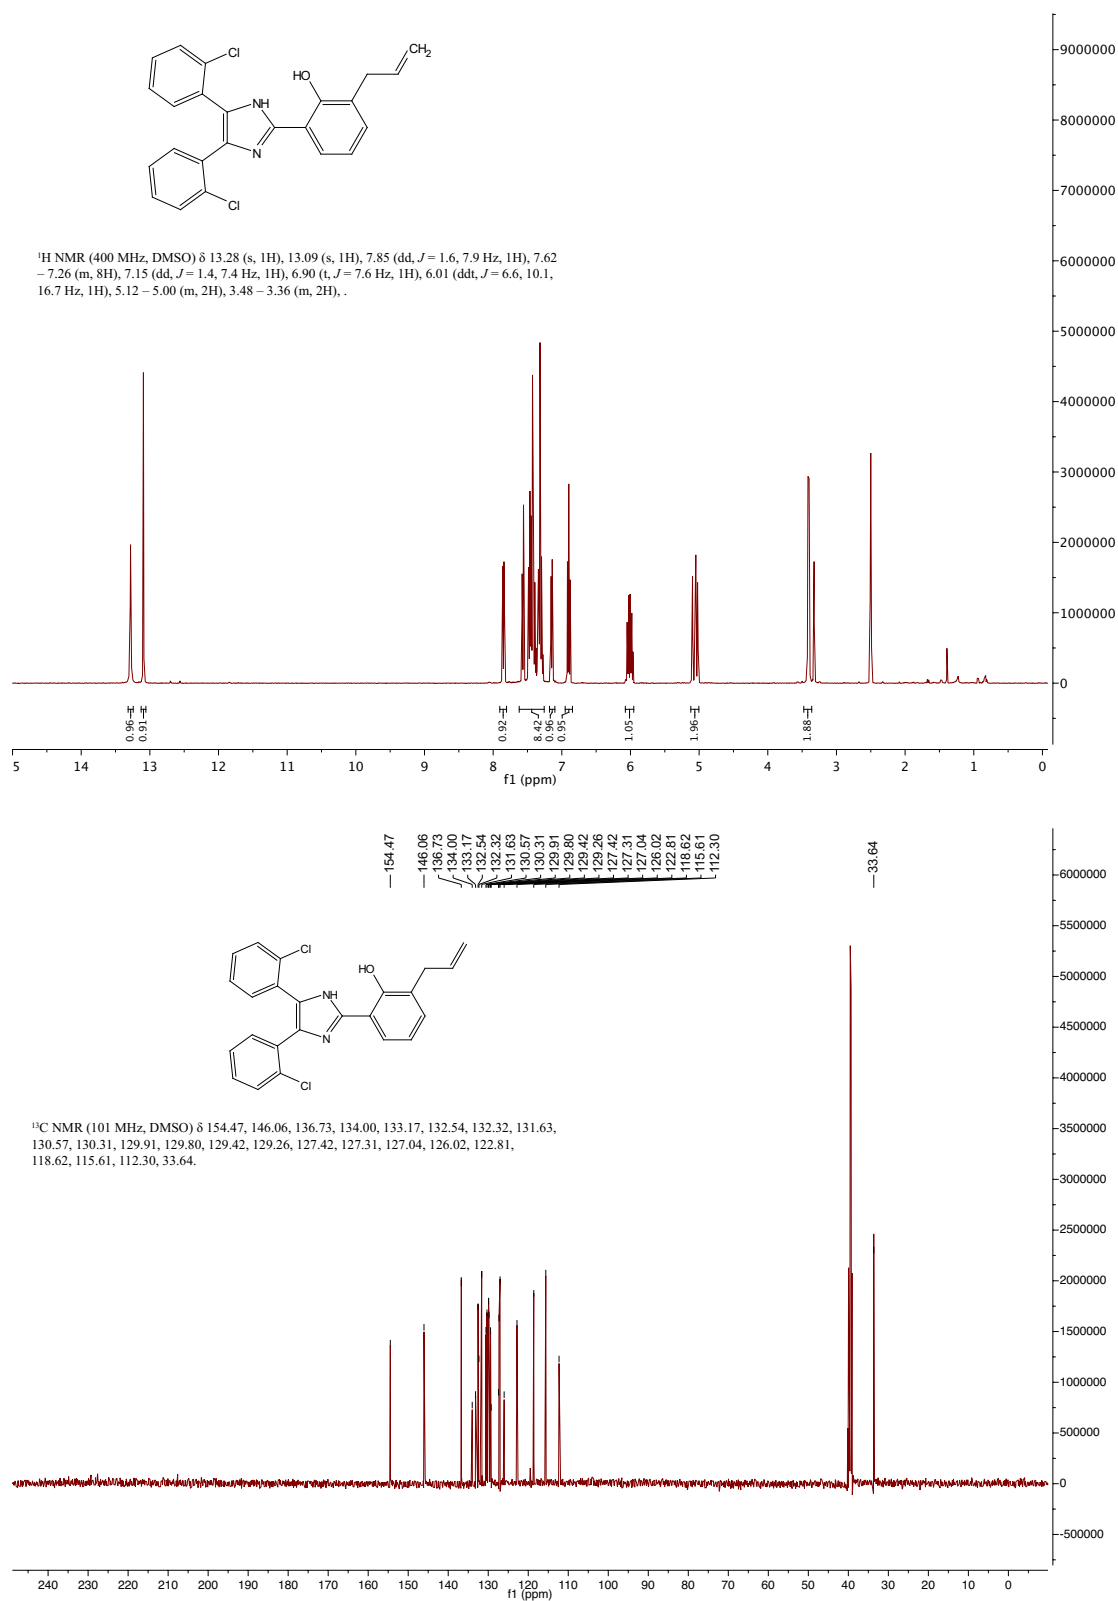 Cl
CH2
HO
NH
N
Cl
9000000
8000000
7000000
6000000
5000000
4000000
3000000
2000000
1000000
0
1H NMR (400 MHz, DMSO) δ 13.28 (s, 1H), 13.09 (s, 1H), 7.85 (dd, J = 1.6, 7.9 Hz, 1H), 7.62
– 7.26 (m, 8H), 7.15 (dd, J = 1.4, 7.4 Hz, 1H), 6.90 (t, J = 7.6 Hz, 1H), 6.01 (ddt, J = 6.6, 10.1,
16.7 Hz, 1H), 5.12 – 5.00 (m, 2H), 3.48 – 3.36 (m, 2H), .
0.96 0.91 0.92 8.42 0.96 0.95 1.05 1.96 1.88
5 14 13 12 11 10 9 8 7 6 5 4 3 2 1 0
f1 (ppm)
154.47 146.06 136.73 134.00 133.17 132.54 132.32 131.63 130.57 130.31 129.91 129.80 129.42 129.26 127.42 127.31 127.04 126.02 122.81 118.62 115.61 112.30 33.64
Cl
HO
NH
N
Cl
6000000
5500000
5000000
4500000
4000000
3500000
3000000
2500000
2000000
1500000
1000000
500000
0
-500000
13C NMR (101 MHz, DMSO) δ 154.47, 146.06, 136.73, 134.00, 133.17, 132.54, 132.32, 131.63,
130.57, 130.31, 129.91, 129.80, 129.42, 129.26, 127.42, 127.31, 127.04, 126.02, 122.81,
118.62, 115.61, 112.30, 33.64.
240 230 220 210 200 190 180 170 160 150 140 130 120 110 100 90 80 70 60 50 40 30 20 10 0
f1 (ppm)